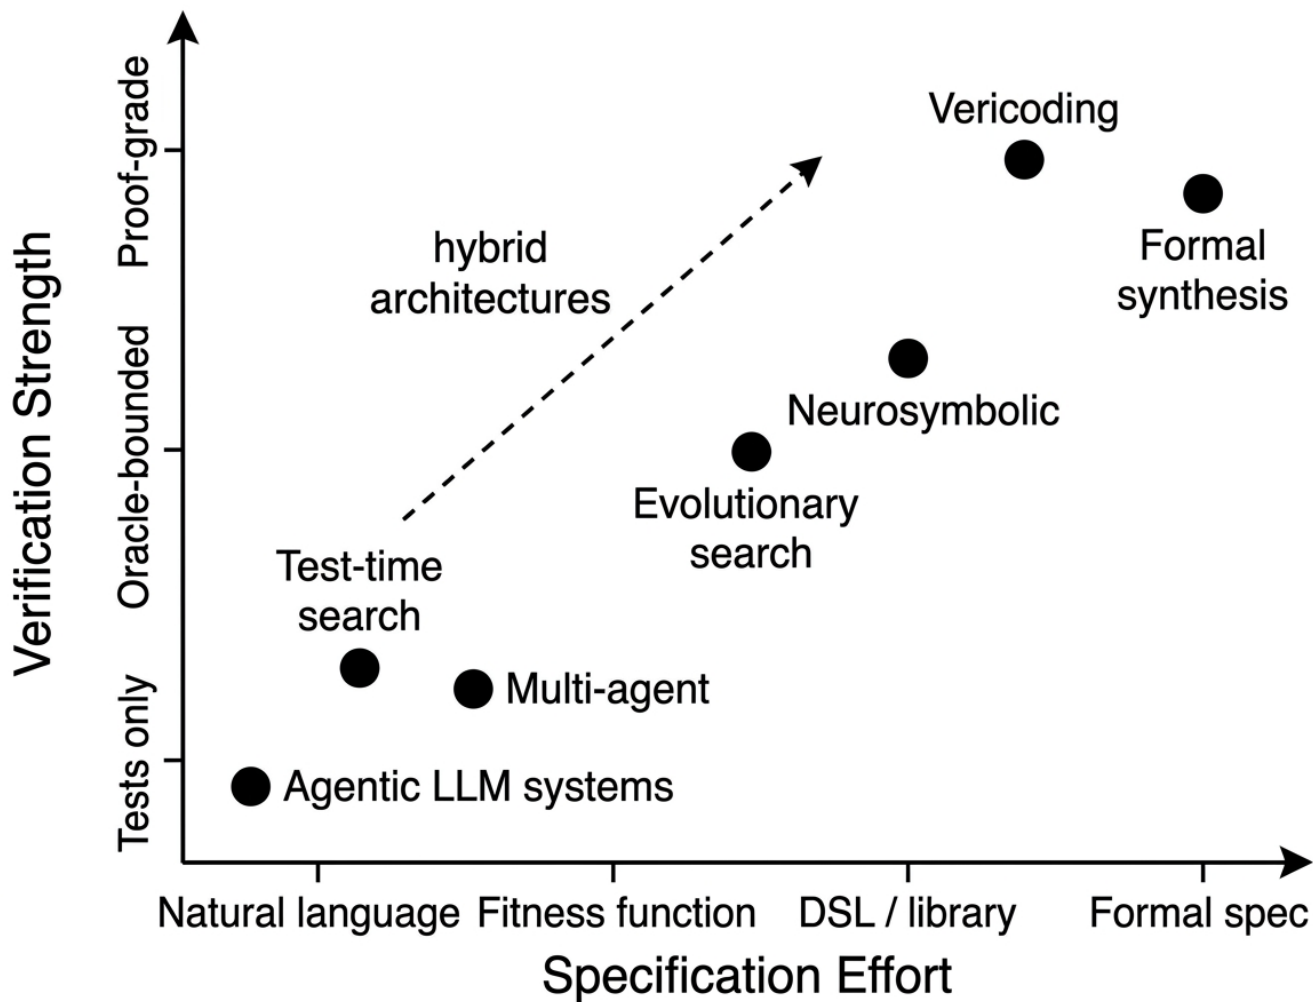 Vericoding
Formal
synthesis
hybrid
architectures
Neurosymbolic
Evolutionary
search
Test-time
search
Multi-agent
Agentic LLM systems
Verification Strength
Proof-grade
Oracle-bounded
Tests only
Natural language
Fitness function
DSL / library
Formal spec
Specification Effort